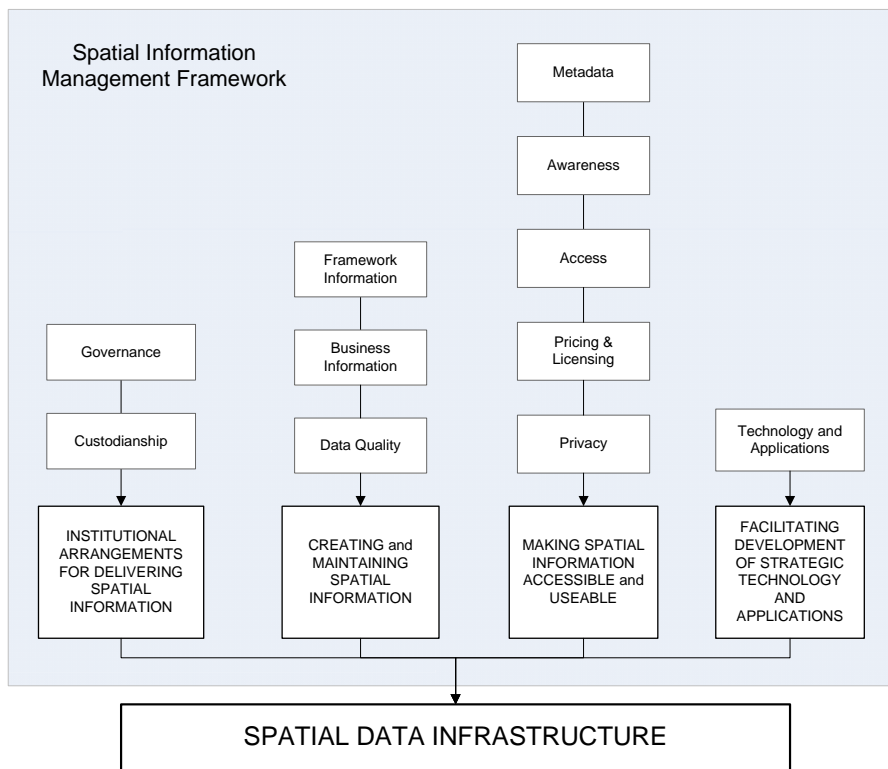 Spatial Information
Management Framework
Metadata
Awareness
Access
Pricing &
Licensing
Privacy
Framework
Information
Business
Information
Data Quality
Governance
Custodianship
Technology and
Applications
INSTITUTIONAL
ARRANGEMENTS
FOR DELIVERING
SPATIAL
INFORMATION
CREATING and
MAINTAINING
SPATIAL
INFORMATION
MAKING SPATIAL
INFORMATION
ACCESSIBLE and
USEABLE
FACILITATING
DEVELOPMENT
OF STRATEGIC
TECHNOLOGY
AND
APPLICATIONS
SPATIAL DATA INFRASTRUCTURE